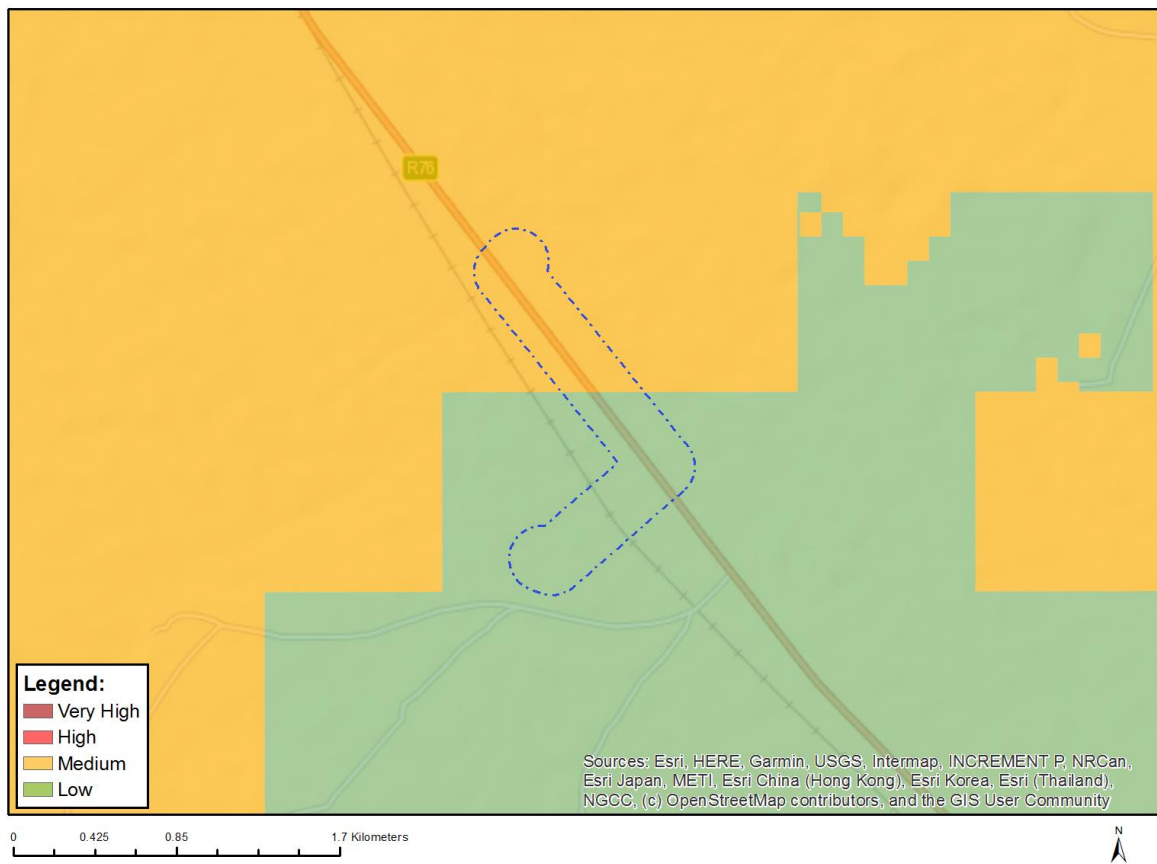 R76
Legend:
Very High
High
Medium
Low
Sources: Esri, HERE, Garmin, USGS, Intermap, INCREMENT P, NRCan,
Esri Japan, METI, Esri China (Hong Kong), Esri Korea, Esri (Thailand),
NGCC, (c) OpenStreetMap contributors, and the GIS User Community
0 0.425 0.85 1.7 Kilometers
N